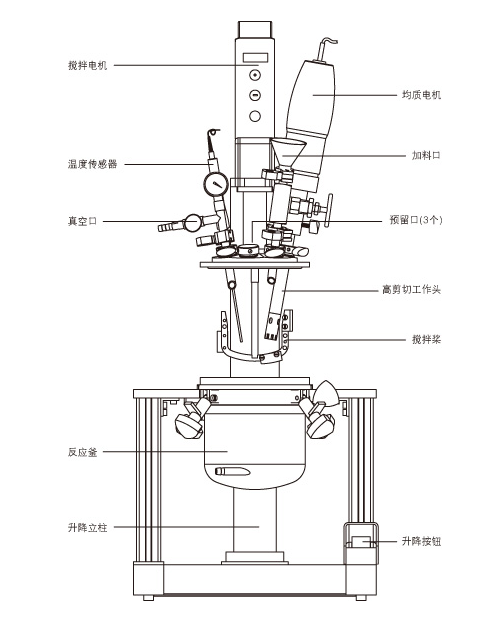 搅拌电机
均质电机
加料口
温度传感器
真空口
预留口(3个)
高剪切工作头
搅拌桨
反应釜
升降立柱
升降按钮